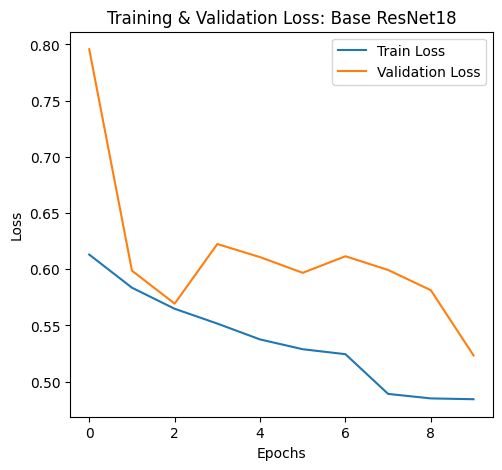 Training & Validation Loss: Base ResNet18
Train Loss
Validation Loss
Loss
0.80
0.75
0.70
0.65
0.60
0.55
0.50
0 2 4 6 8
Epochs